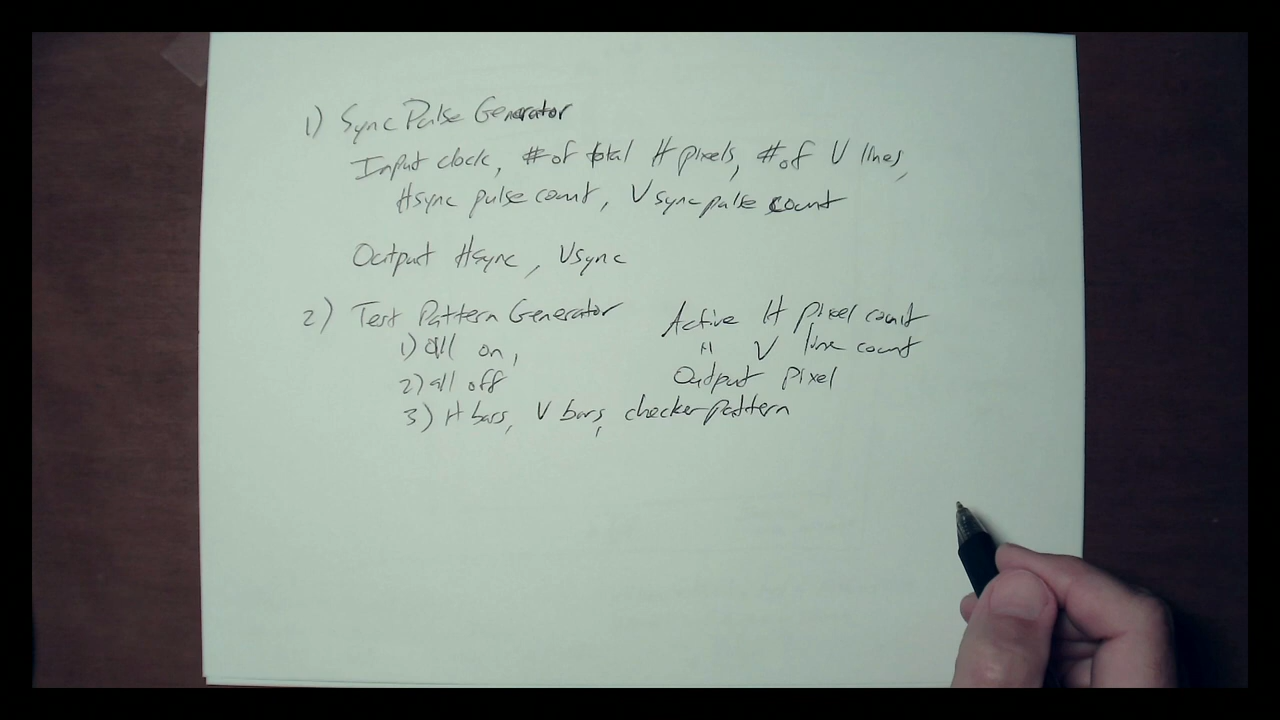 1) Sync Pulse Generator
Input clock, # of total H pixels, # of V lines,
Hsync pulse count, Vsync pulse count
Output Hsync, Vsync
2) Test Pattern Generator
1) all on,
2) all off
3) H bars, V bars, checker pattern
Active H pixel count
" V line count
Output pixel